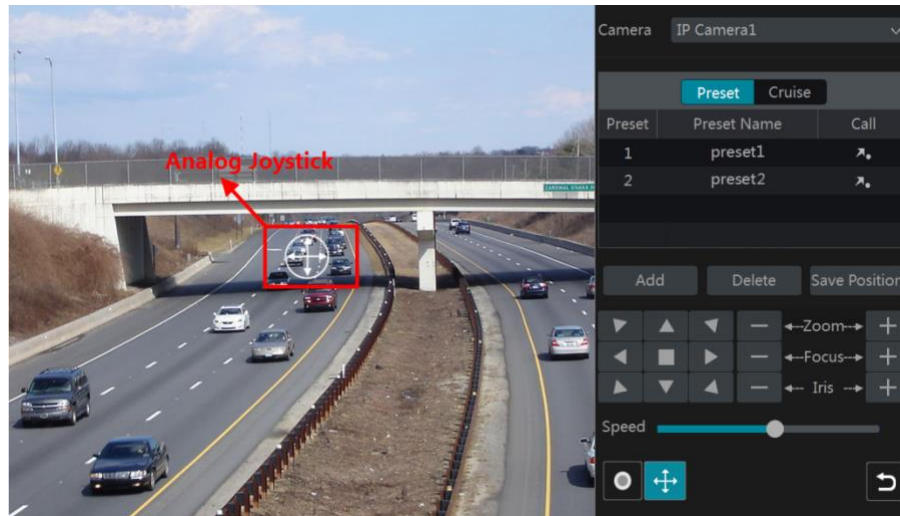 Camera IP Camera1
Preset Cruise
Preset Preset Name Call
1 preset1
2 preset2
Analog Joystick
Add Delete Save Position
Zoom
Focus
Iris
Speed